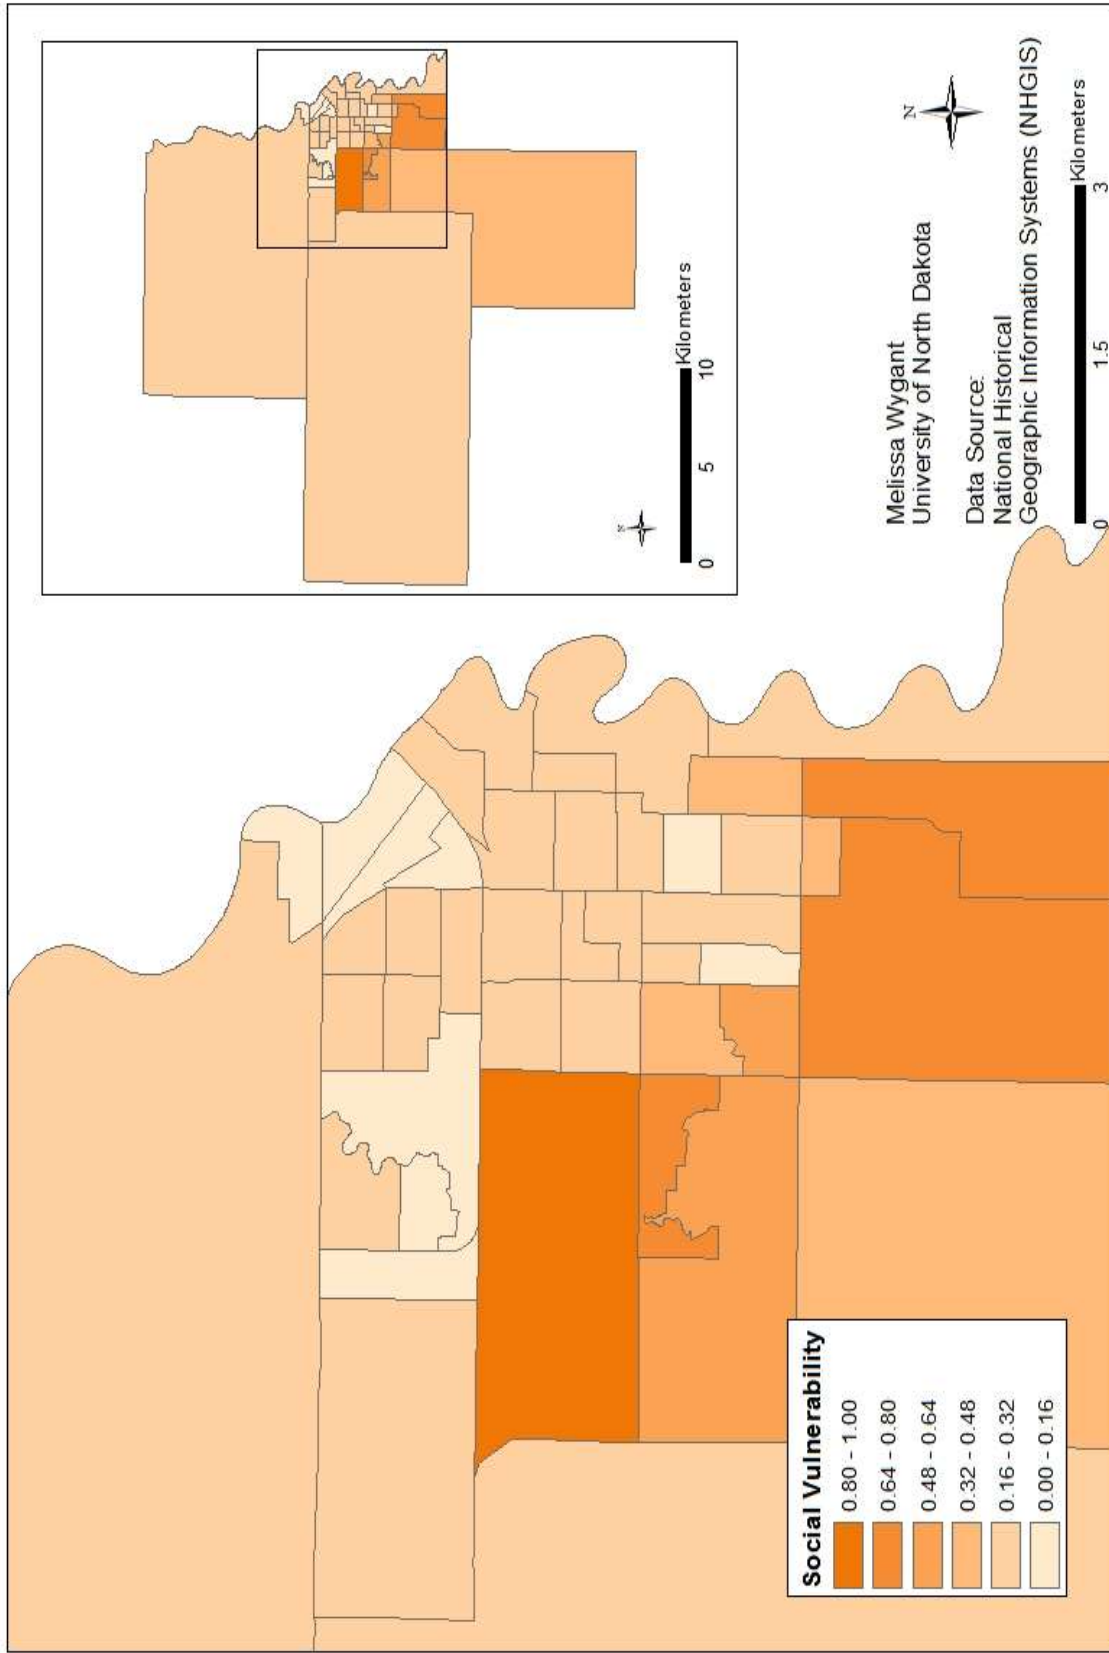 N
0
5
10
Kilometers
N
Melissa Wygant
University of North Dakota
Data Source:
National Historical
Geographic Information Systems (NHGIS)
0
1.5
3
Kilometers
Social Vulnerability
0.80 - 1.00
0.64 - 0.80
0.48 - 0.64
0.32 - 0.48
0.16 - 0.32
0.00 - 0.16